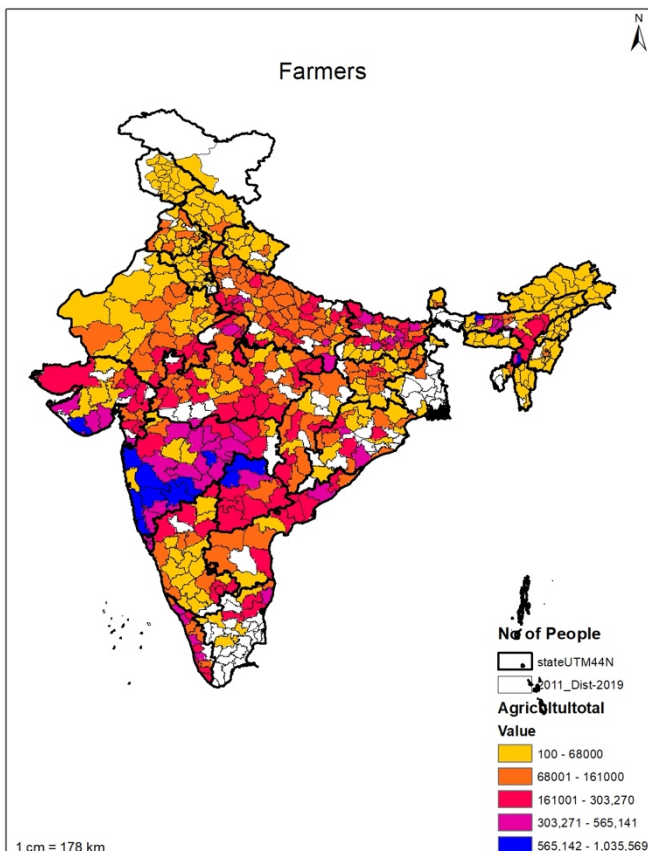 N
Farmers
No of People
stateUTM44N
2011_Dist-2019
Agricultultotal
Value
100 - 68000
68001 - 161000
161001 - 303,270
303,271 - 565,141
565,142 - 1,035,569
1 cm = 178 km